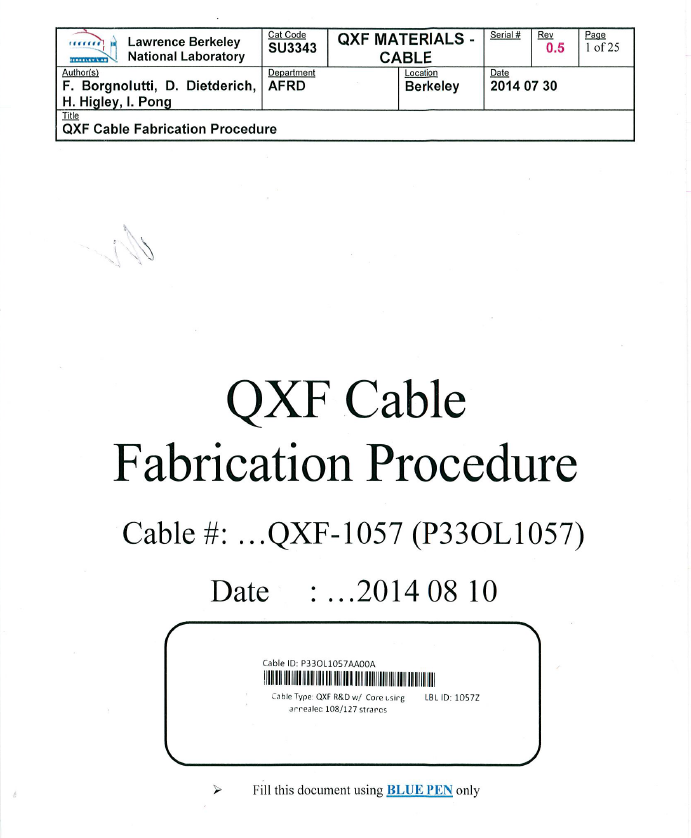 Lawrence Berkeley
National Laboratory
BERKELEY LAB
Cat Code
SU3343
QXF MATERIALS -
CABLE
Serial #
Rev
0.5
Page
1 of 25
Author(s)
F. Borgnolutti, D. Dietderich,
H. Higley, I. Pong
Department
AFRD
Location
Berkeley
Date
2014 07 30
Title
QXF Cable Fabrication Procedure
QXF Cable
Fabrication Procedure
Cable #: …QXF-1057 (P33OL1057)
Date : …2014 08 10
Cable ID: P33OL1057AA00A
Cable Type: QXF R&D w/ Core using LBL ID: 1057Z
annealed 108/127 strands
➢ Fill this document using BLUE PEN only